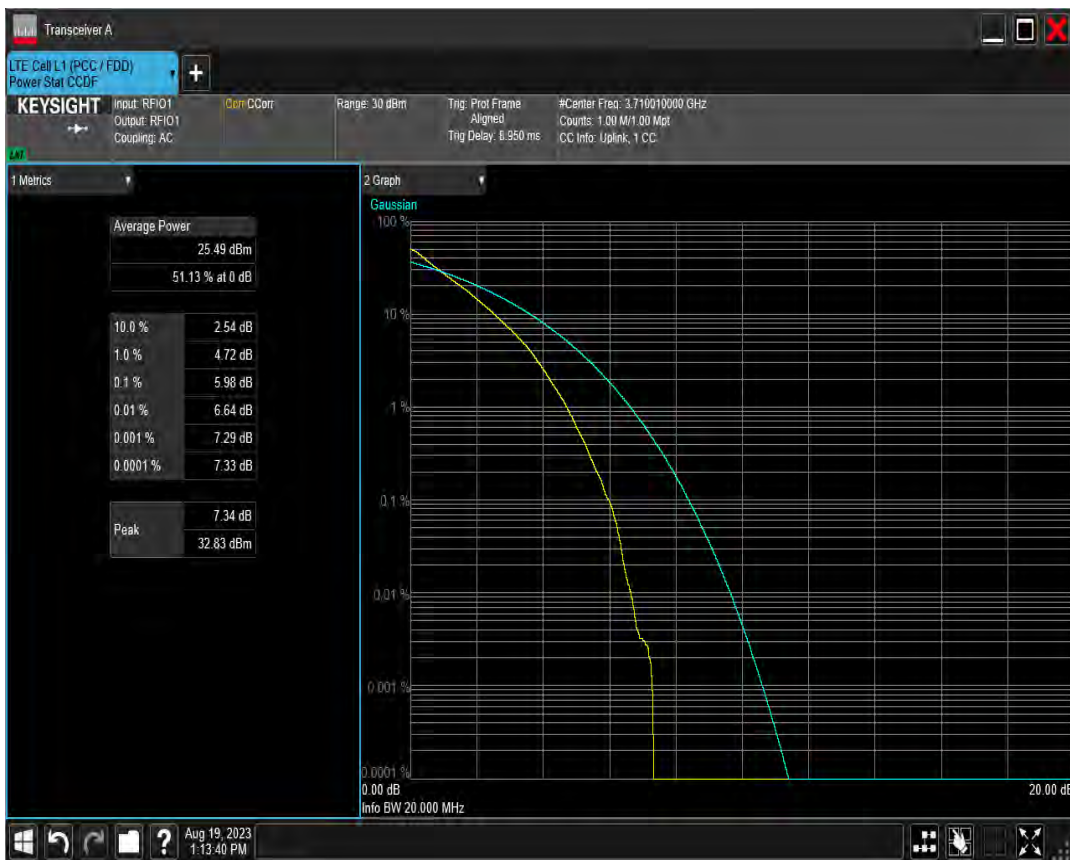 Transceiver A
LTE Cell L1 (PCC / FDD)
Power Stat CCDF
+
KEYSIGHT
Input: RFIO1
Output: RFIO1
Coupling: AC
Corr CCorr
Range: 30 dBm
Trig: Prot Frame
Aligned
Trig Delay: 6.950 ms
#Center Freq: 3.710010000 GHz
Counts: 1.00 M/1.00 Mpt
CC Info: Uplink, 1 CC
1 Metrics
Average Power
25.49 dBm
51.13 % at 0 dB
10.0 % 2.54 dB
1.0 % 4.72 dB
0.1 % 5.98 dB
0.01 % 6.64 dB
0.001 % 7.29 dB
0.0001 % 7.33 dB
Peak
7.34 dB
32.83 dBm
2 Graph
Gaussian
100 %
10 %
1 %
0.1 %
0.01 %
0.001 %
0.0001 %
0.00 dB 20.00 dB
Info BW 20.000 MHz
?
Aug 19, 2023
1:13:40 PM